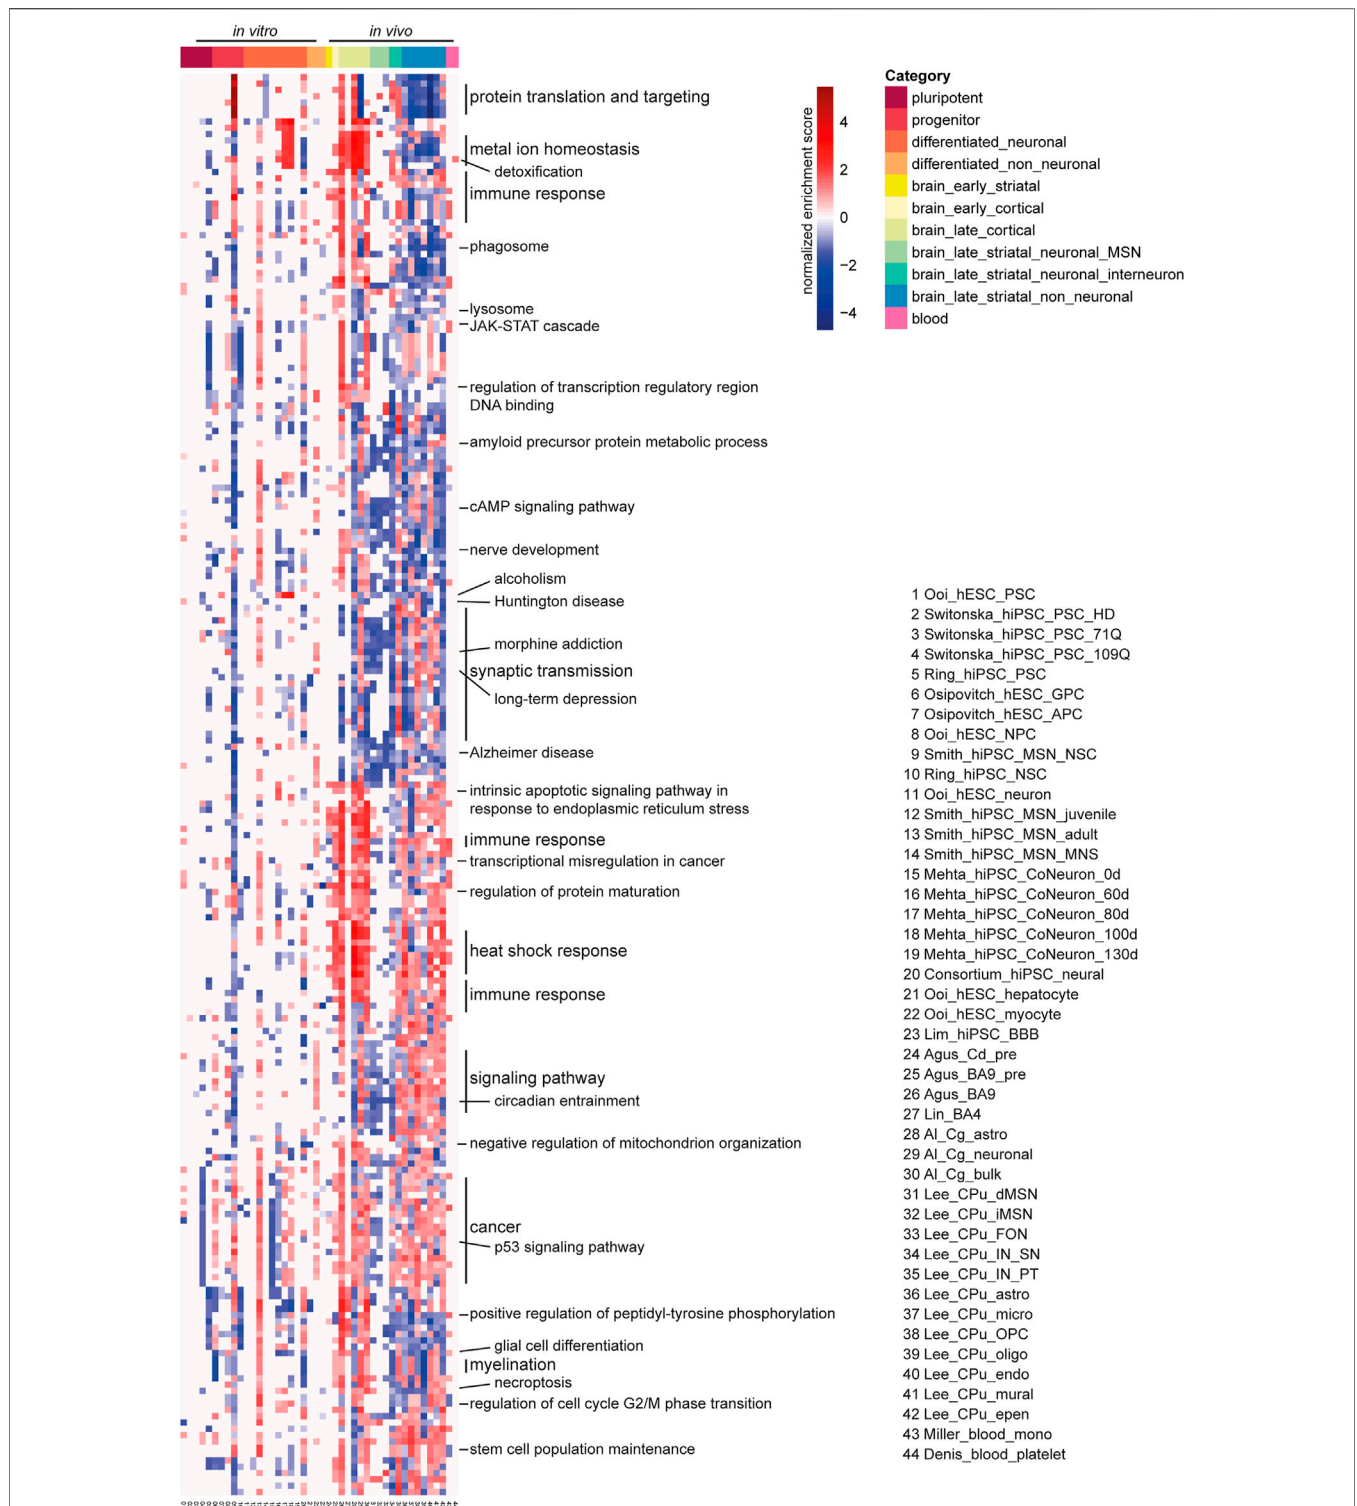 in vitro
in vivo
protein translation and targeting
metal ion homeostasis
detoxification
immune response
phagosome
lysosome
JAK-STAT cascade
regulation of transcription regulatory region
DNA binding
amyloid precursor protein metabolic process
cAMP signaling pathway
nerve development
alcoholism
Huntington disease
morphine addiction
synaptic transmission
long-term depression
Alzheimer disease
intrinsic apoptotic signaling pathway in
response to endoplasmic reticulum stress
immune response
transcriptional misregulation in cancer
regulation of protein maturation
heat shock response
immune response
signaling pathway
circadian entrainment
negative regulation of mitochondrion organization
cancer
p53 signaling pathway
positive regulation of peptidyl-tyrosine phosphorylation
glial cell differentiation
myelination
necroptosis
regulation of cell cycle G2/M phase transition
stem cell population maintenance
normalized enrichment score
4
2
0
−2
−4
Category
pluripotent
progenitor
differentiated_neuronal
differentiated_non_neuronal
brain_early_striatal
brain_early_cortical
brain_late_cortical
brain_late_striatal_neuronal_MSN
brain_late_striatal_neuronal_interneuron
brain_late_striatal_non_neuronal
blood
1 Ooi_hESC_PSC
2 Switonska_hiPSC_PSC_HD
3 Switonska_hiPSC_PSC_71Q
4 Switonska_hiPSC_PSC_109Q
5 Ring_hiPSC_PSC
6 Osipovitch_hESC_GPC
7 Osipovitch_hESC_APC
8 Ooi_hESC_NPC
9 Smith_hiPSC_MSN_NSC
10 Ring_hiPSC_NSC
11 Ooi_hESC_neuron
12 Smith_hiPSC_MSN_juvenile
13 Smith_hiPSC_MSN_adult
14 Smith_hiPSC_MSN_MNS
15 Mehta_hiPSC_CoNeuron_0d
16 Mehta_hiPSC_CoNeuron_60d
17 Mehta_hiPSC_CoNeuron_80d
18 Mehta_hiPSC_CoNeuron_100d
19 Mehta_hiPSC_CoNeuron_130d
20 Consortium_hiPSC_neural
21 Ooi_hESC_hepatocyte
22 Ooi_hESC_myocyte
23 Lim_hiPSC_BBB
24 Agus_Cd_pre
25 Agus_BA9_pre
26 Agus_BA9
27 Lin_BA4
28 Al_Cg_astro
29 Al_Cg_neuronal
30 Al_Cg_bulk
31 Lee_CPu_dMSN
32 Lee_CPu_iMSN
33 Lee_CPu_FON
34 Lee_CPu_IN_SN
35 Lee_CPu_IN_PT
36 Lee_CPu_astro
37 Lee_CPu_micro
38 Lee_CPu_OPC
39 Lee_CPu_oligo
40 Lee_CPu_endo
41 Lee_CPu_mural
42 Lee_CPu_epen
43 Miller_blood_mono
44 Denis_blood_platelet